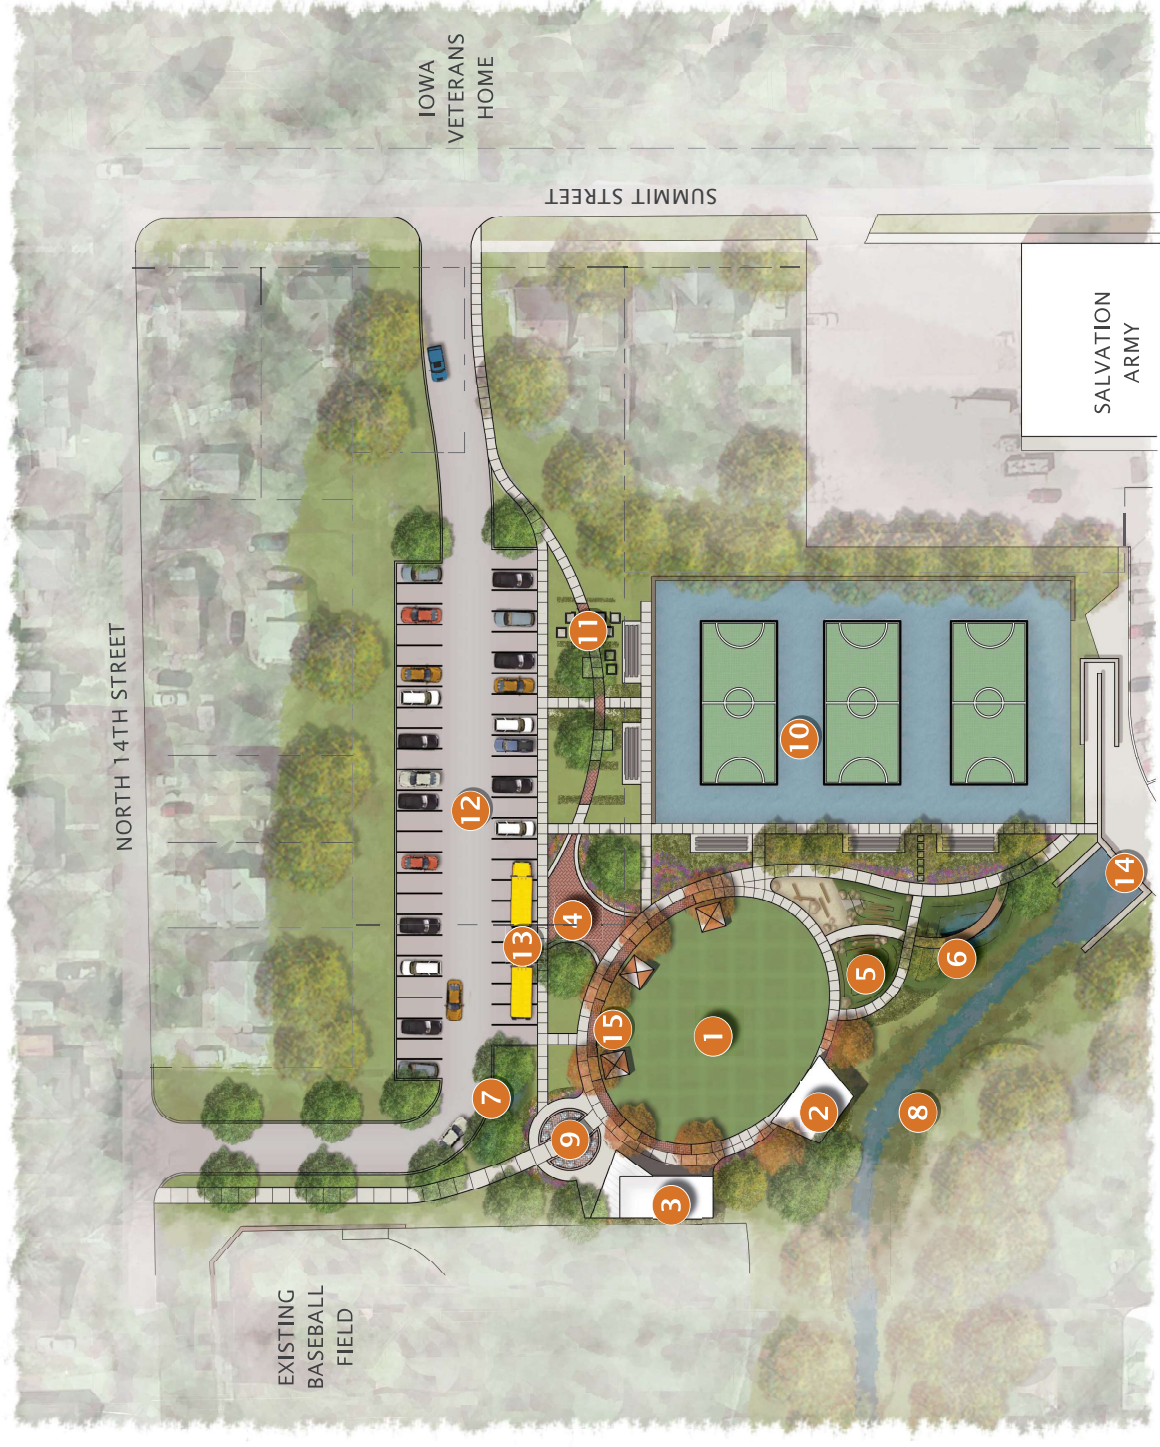 IOWA
VETERANS
HOME
SUMMIT STREET
SALVATION
ARMY
NORTH 14TH STREET
11
10
12
14
4
13
5
6
15
1
7
2
8
9
3
EXISTING
BASEBALL
FIELD